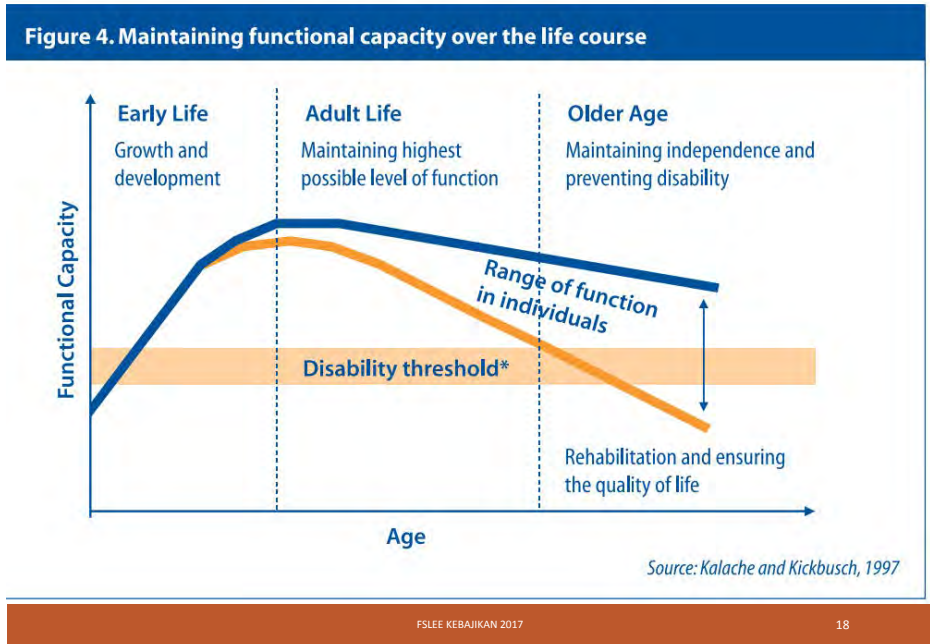 Figure 4. Maintaining functional capacity over the life course
Early Life
Growth and
development
Adult Life
Maintaining highest
possible level of function
Older Age
Maintaining independence and
preventing disability
Functional Capacity
Range of function
in individuals
Disability threshold*
Rehabilitation and ensuring
the quality of life
Age
Source: Kalache and Kickbusch, 1997
FSLEE KEBAJIKAN 2017
18